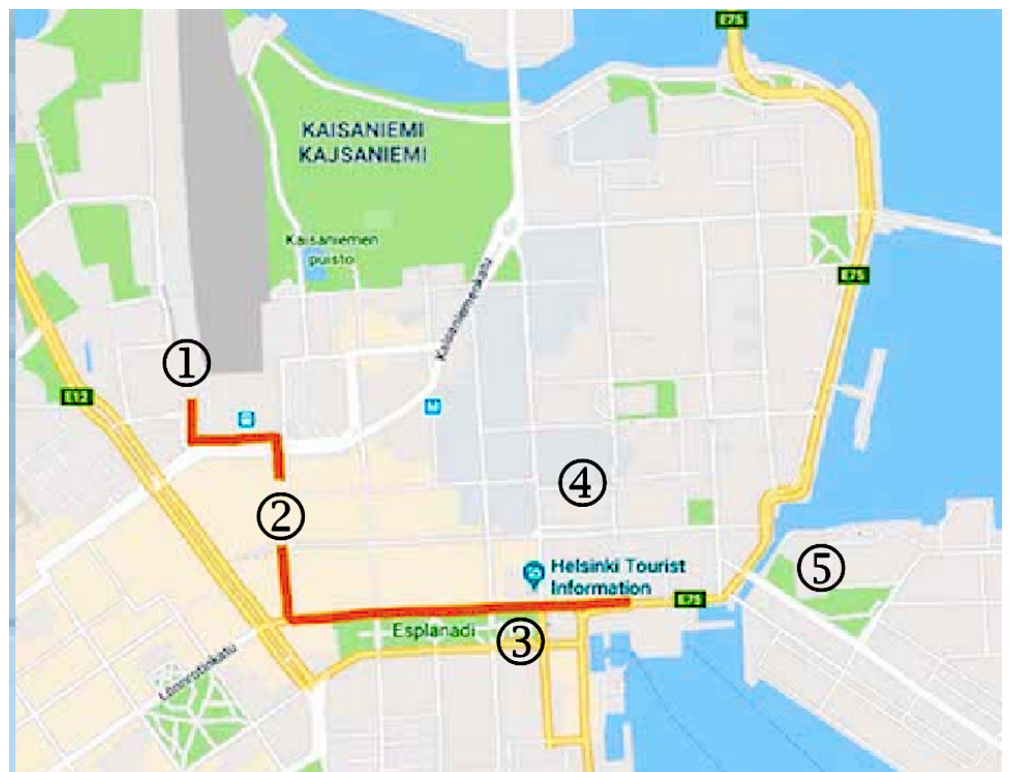 E75
KAISANIEMI
KAJSANIEMI
Kaisaniemen
puisto
E75
Kaisaniemenkatu
①
E12
M
④
②
⑤
Helsinki Tourist
Information
E75
Esplanadi
③
Lönnrotinkatu